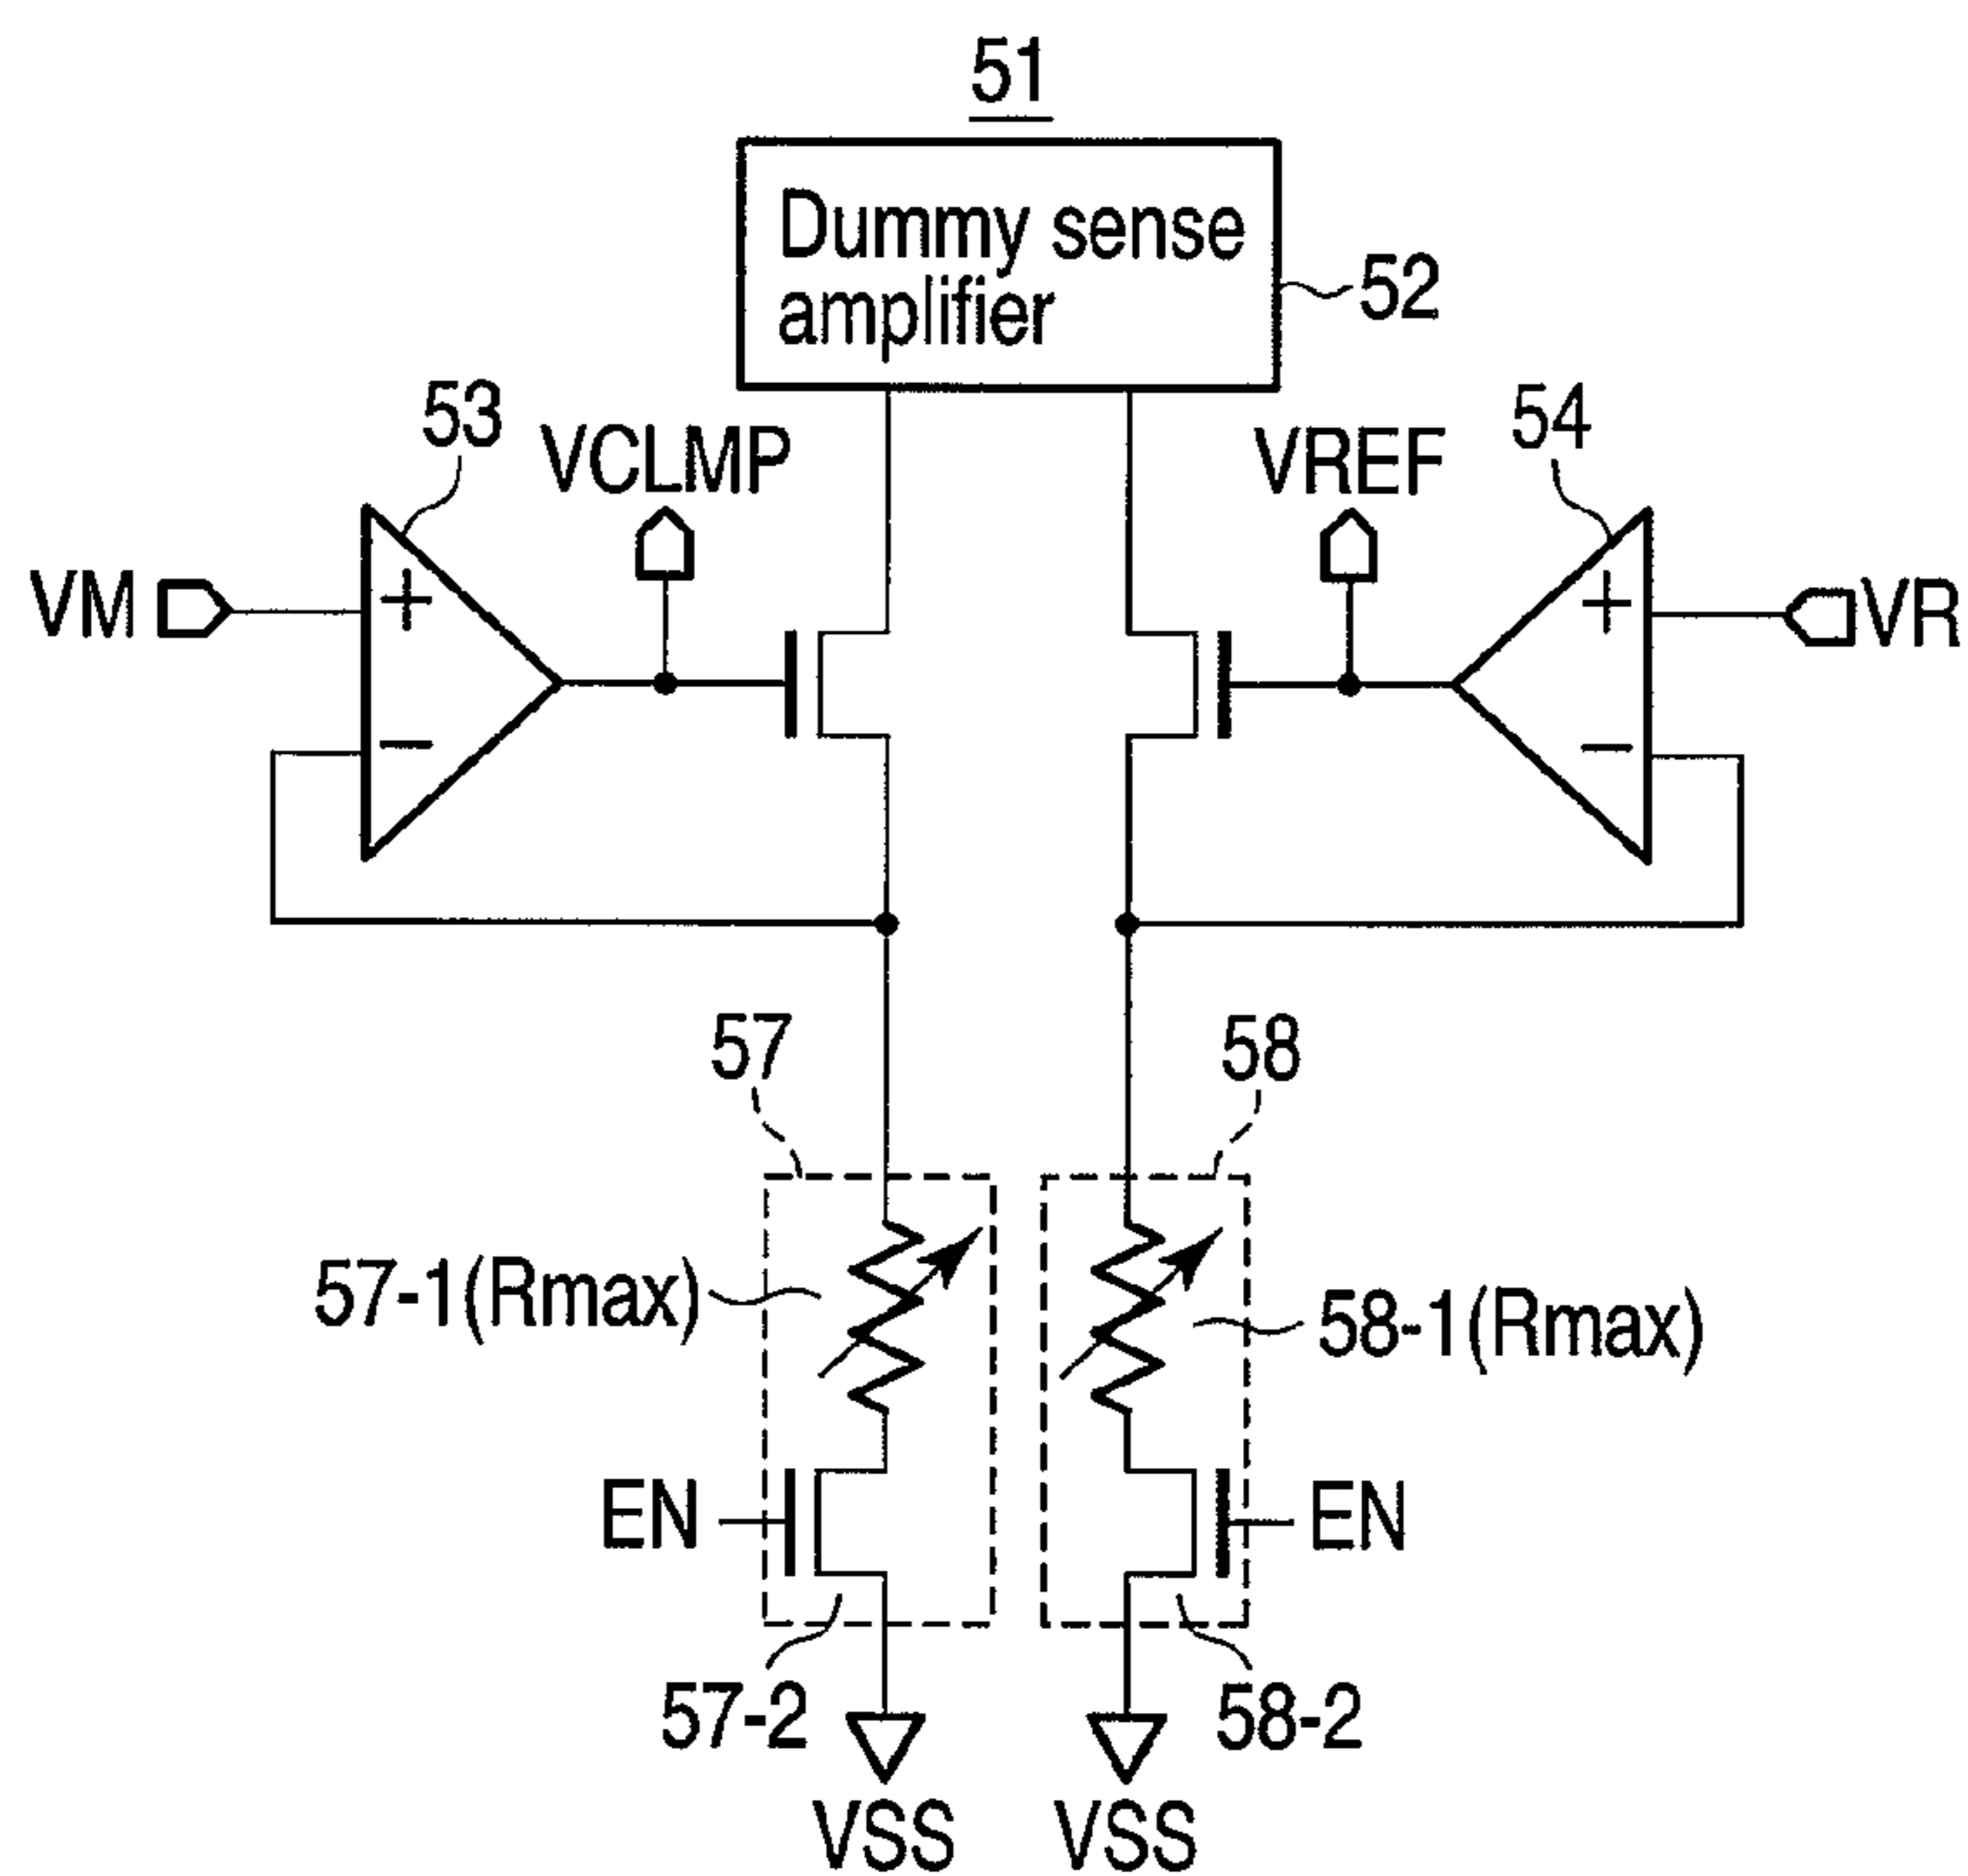 51
Dummy sense
amplifier
52
53
VCLMP
VREF
54
VM
+
+
VR
−
−
57
58
57-1(Rmax)
58-1(Rmax)
EN
EN
57-2
58-2
VSS
VSS